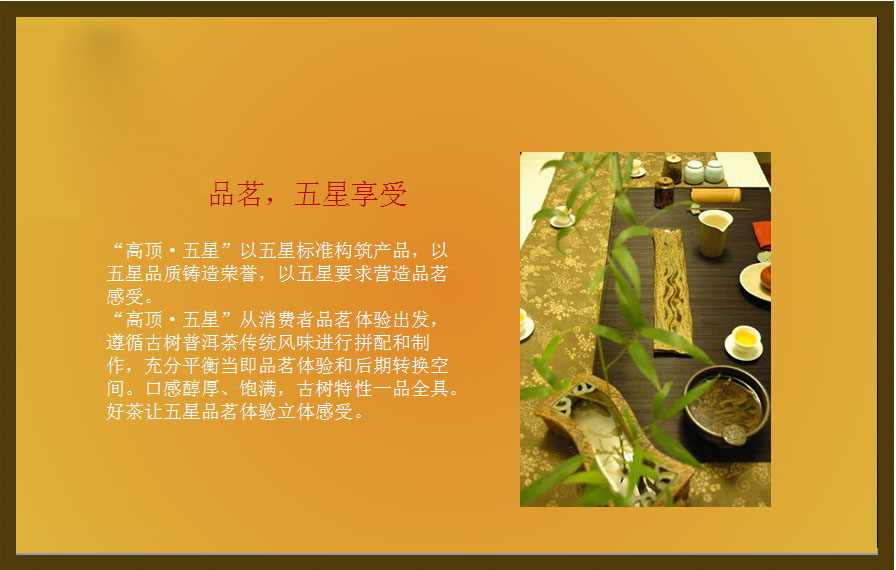 品茗，五星享受
“高顶·五星”以五星标准构筑产品，以
五星品质铸造荣誉，以五星要求营造品茗
感受。
“高顶·五星”从消费者品茗体验出发，
遵循古树普洱茶传统风味进行拼配和制
作，充分平衡当即品茗体验和后期转换空
间。口感醇厚、饱满，古树特性一品全具。
好茶让五星品茗体验立体感受。